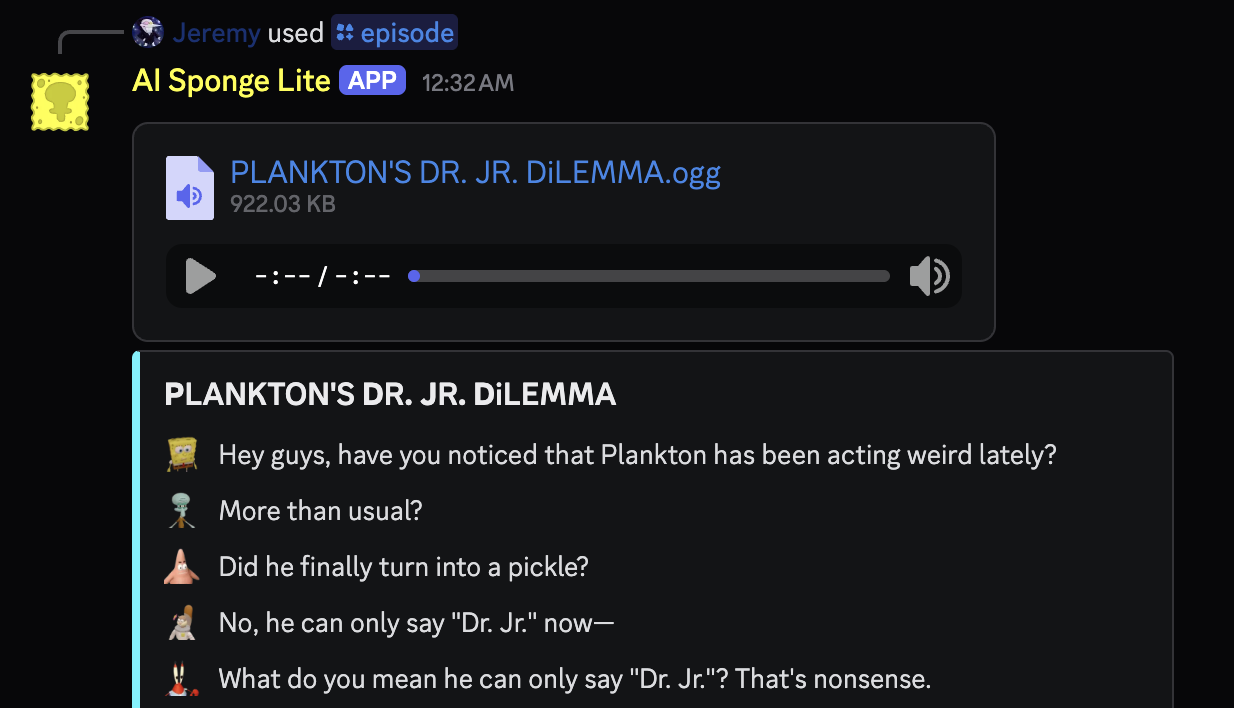 Jeremy used episode
AI Sponge Lite APP 12:32 AM
PLANKTON'S DR. JR. DiLEMMA.ogg
922.03 KB
-:-- / -:--
PLANKTON'S DR. JR. DiLEMMA
Hey guys, have you noticed that Plankton has been acting weird lately?
More than usual?
Did he finally turn into a pickle?
No, he can only say "Dr. Jr." now—
What do you mean he can only say "Dr. Jr."? That's nonsense.